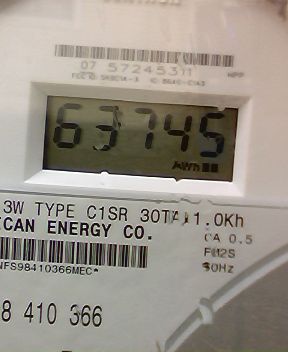 07 57245311
63745
3W TYPE C1SR 30TA 1.0Kh
CAN ENERGY CO.
CA 0.5
FM2S
NFS98410366MEC*
60Hz
8 410 366